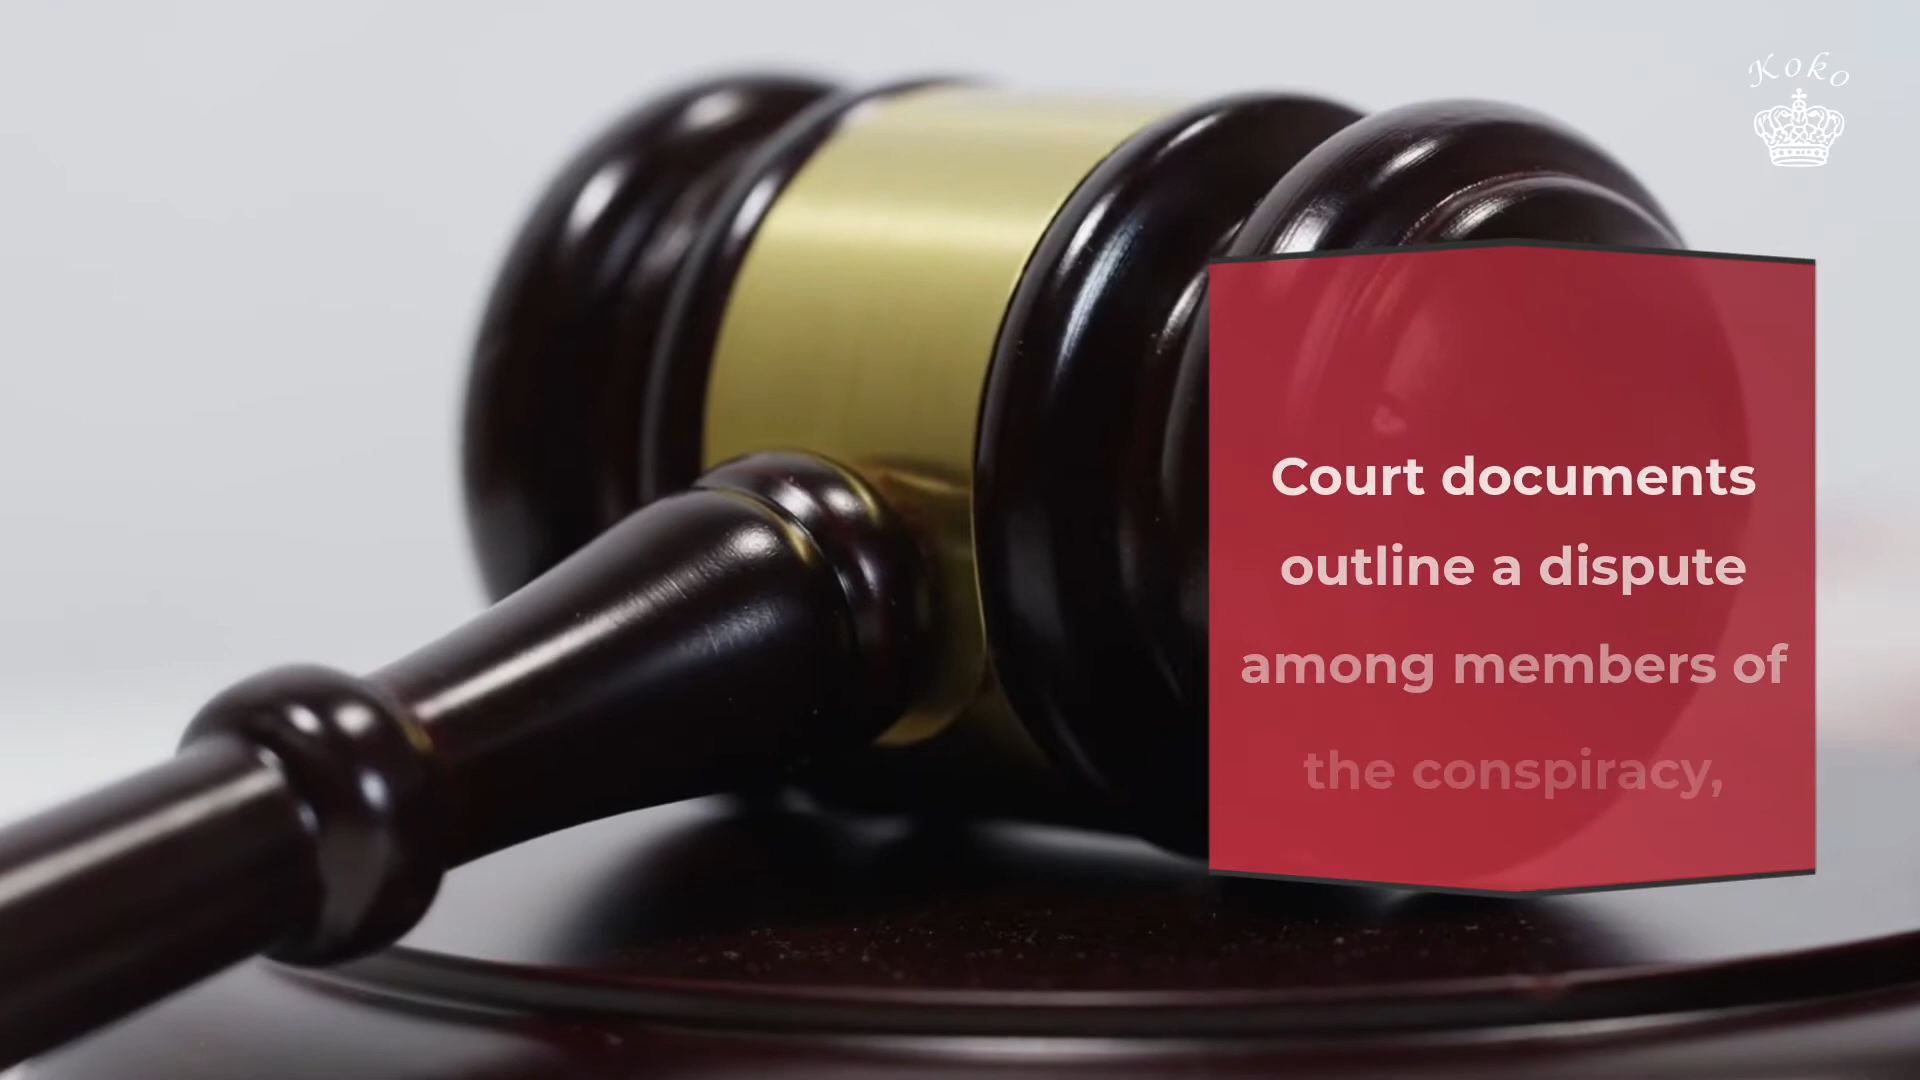 Koko
Court documents
outline a dispute
among members of
the conspiracy,